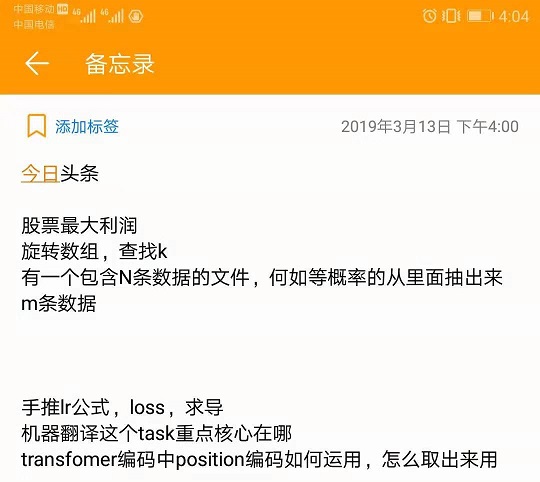 中国移动 HD 4G 4G 4:04
中国电信
备忘录
添加标签 2019年3月13日 下午4:00
今日头条
股票最大利润
旋转数组，查找k
有一个包含N条数据的文件，何如等概率的从里面抽出来
m条数据
手推lr公式，loss，求导
机器翻译这个task重点核心在哪
transfomer编码中position编码如何运用，怎么取出来用